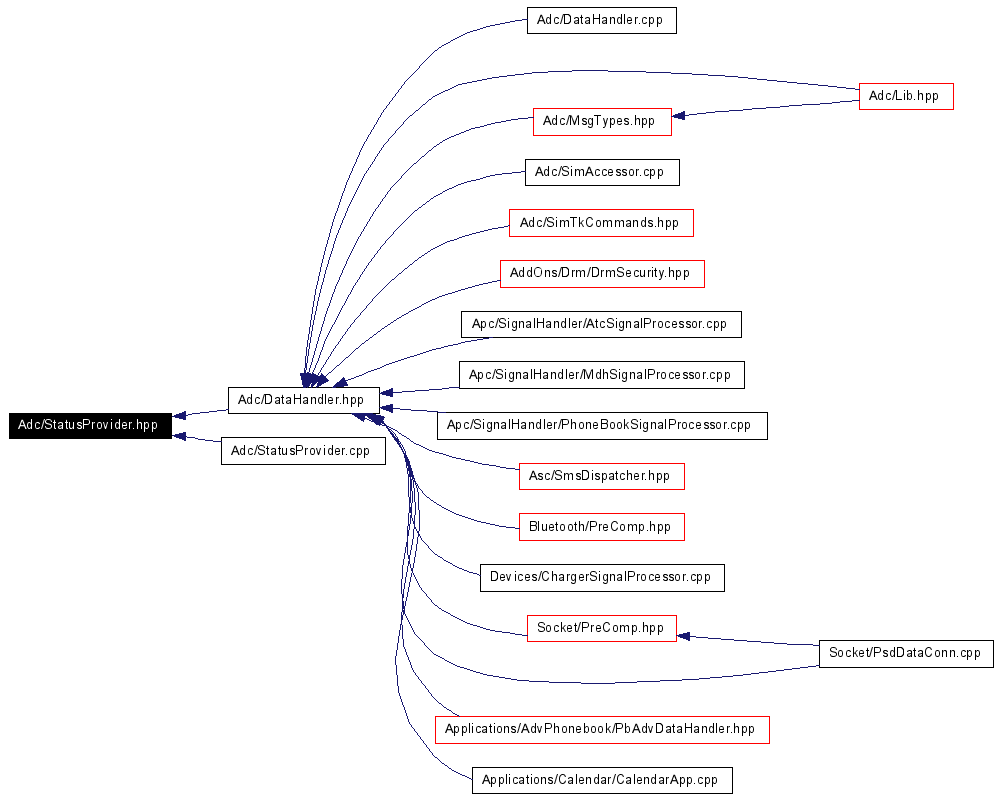 Adc/DataHandler.cpp
Adc/Lib.hpp
Adc/MsgTypes.hpp
Adc/SimAccessor.cpp
Adc/SimTkCommands.hpp
AddOns/Drm/DrmSecurity.hpp
Apc/SignalHandler/AtcSignalProcessor.cpp
Apc/SignalHandler/MdhSignalProcessor.cpp
Adc/DataHandler.hpp
Adc/StatusProvider.hpp
Apc/SignalHandler/PhoneBookSignalProcessor.cpp
Adc/StatusProvider.cpp
Asc/SmsDispatcher.hpp
Bluetooth/PreComp.hpp
Devices/ChargerSignalProcessor.cpp
Socket/PreComp.hpp
Socket/PsdDataConn.cpp
Applications/AdvPhonebook/PbAdvDataHandler.hpp
Applications/Calendar/CalendarApp.cpp